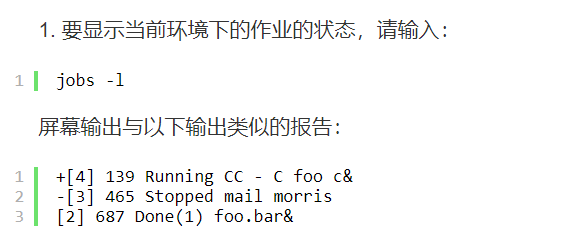 1. 要显示当前环境下的作业的状态，请输入：
1 jobs -l
屏幕输出与以下输出类似的报告：
1 +[4] 139 Running CC - C foo c&
2 -[3] 465 Stopped mail morris
3 [2] 687 Done(1) foo.bar&